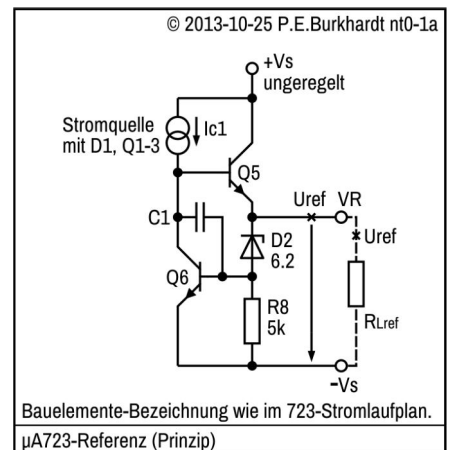 © 2013-10-25 P.E.Burkhardt nt0-1a
+Vs
ungeregelt
Stromquelle
mit D1, Q1-3
Ic1
Q5
Uref
VR
C1
Uref
D2
6.2
Q6
R8
5k
RLref
-Vs
Bauelemente-Bezeichnung wie im 723-Stromlaufplan.
µA723-Referenz (Prinzip)